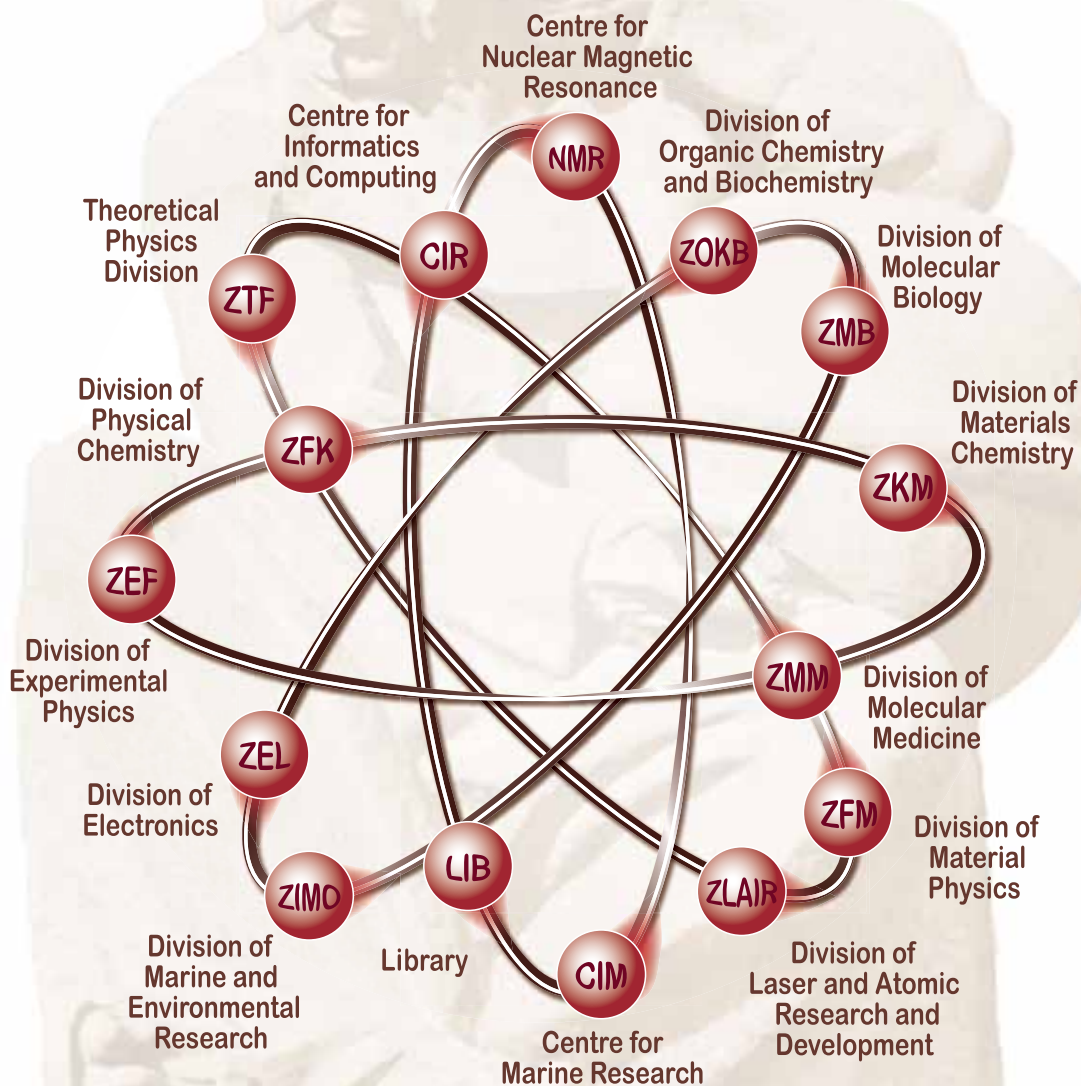 Centre for
Nuclear Magnetic
Resonance
NMR
Centre for
Informatics
and Computing
CIR
Division of
Organic Chemistry
and Biochemistry
ZOKB
Theoretical
Physics
Division
ZTF
Division of
Molecular
Biology
ZMB
Division of
Physical
Chemistry
ZFK
Division of
Materials
Chemistry
ZKM
ZEF
Division of
Experimental
Physics
ZMM
Division of
Molecular
Medicine
ZEL
Division of
Electronics
ZFM
Division of
Material
Physics
ZIMO
Division of
Marine and
Environmental
Research
LIB
Library
CIM
Centre for
Marine Research
ZLAIR
Division of
Laser and Atomic
Research and
Development